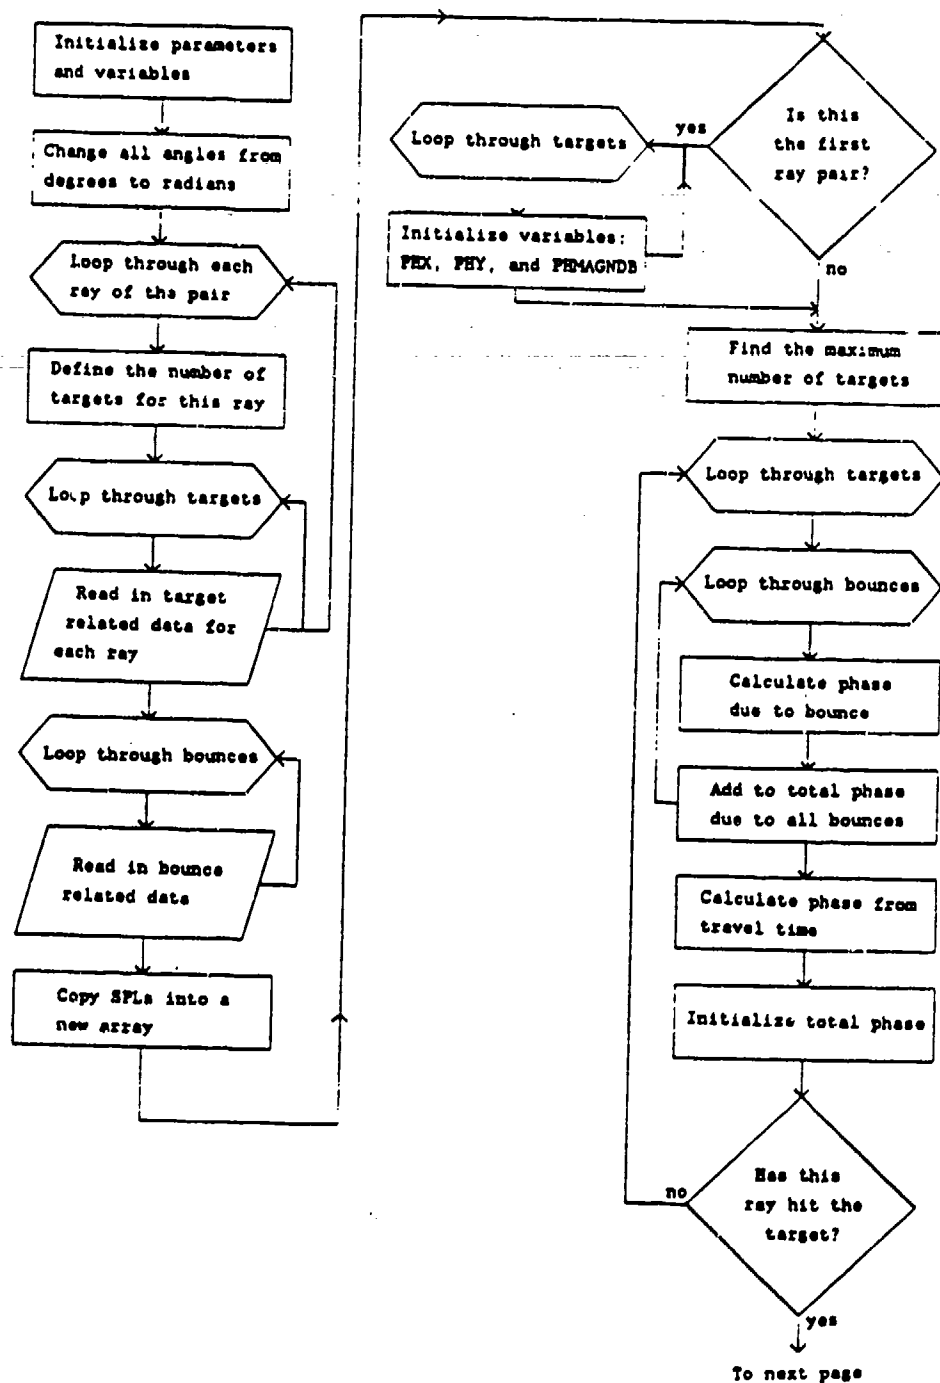 Initialize parameters
and variables
Change all angles from
degrees to radians
Loop through each
ray of the pair
Define the number of
targets for this ray
Loop through targets
Read in target
related data for
each ray
Loop through bounces
Read in bounce
related data
Copy SPLs into a
new array
Is this
the first
ray pair?
yes
no
Loop through targets
Initialize variables:
PHX, PHY, and PHMAGNDB
Find the maximum
number of targets
Loop through targets
Loop through bounces
Calculate phase
due to bounce
Add to total phase
due to all bounces
Calculate phase from
travel time
Initialize total phase
Has this
ray hit the
target?
no
yes
To next page